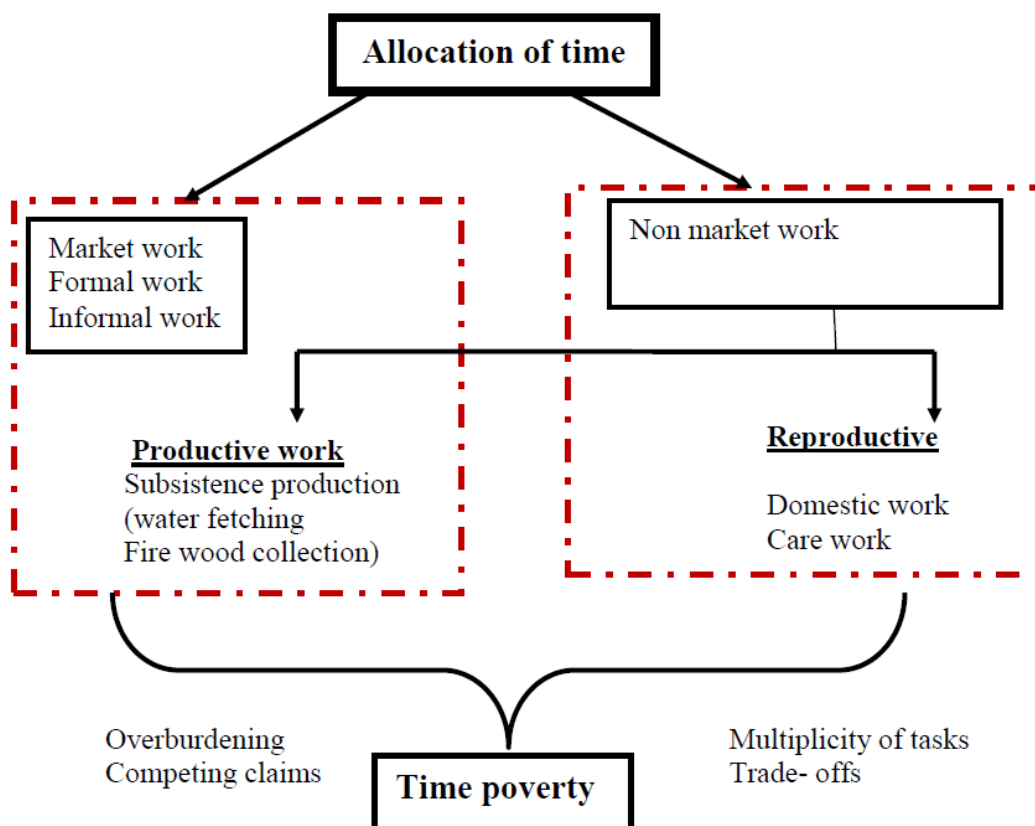 Allocation of time
Market work
Formal work
Informal work
Non market work
Productive work
Subsistence production
(water fetching
Fire wood collection)
Reproductive
Domestic work
Care work
Overburdening
Competing claims
Multiplicity of tasks
Trade- offs
Time poverty